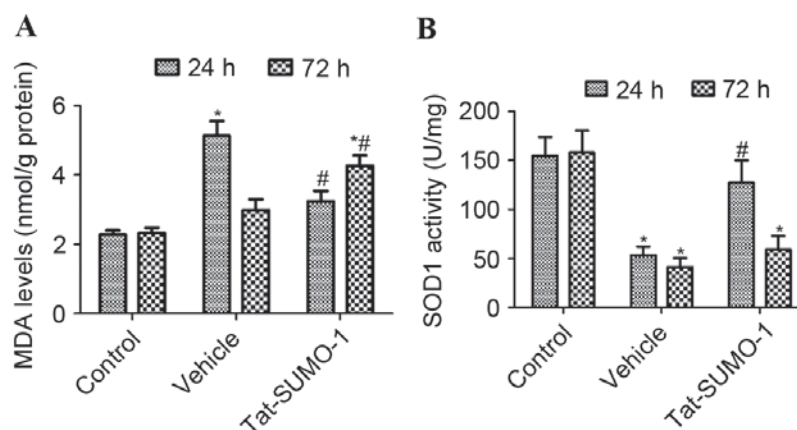 A
24 h 72 h
MDA levels (nmol/g protein)
6
4
2
0
*
#
*#
Control
Vehicle
Tat-SUMO-1
B
24 h 72 h
SOD1 activity (U/mg)
200
150
100
50
0
*
*
#
*
Control
Vehicle
Tat-SUMO-1